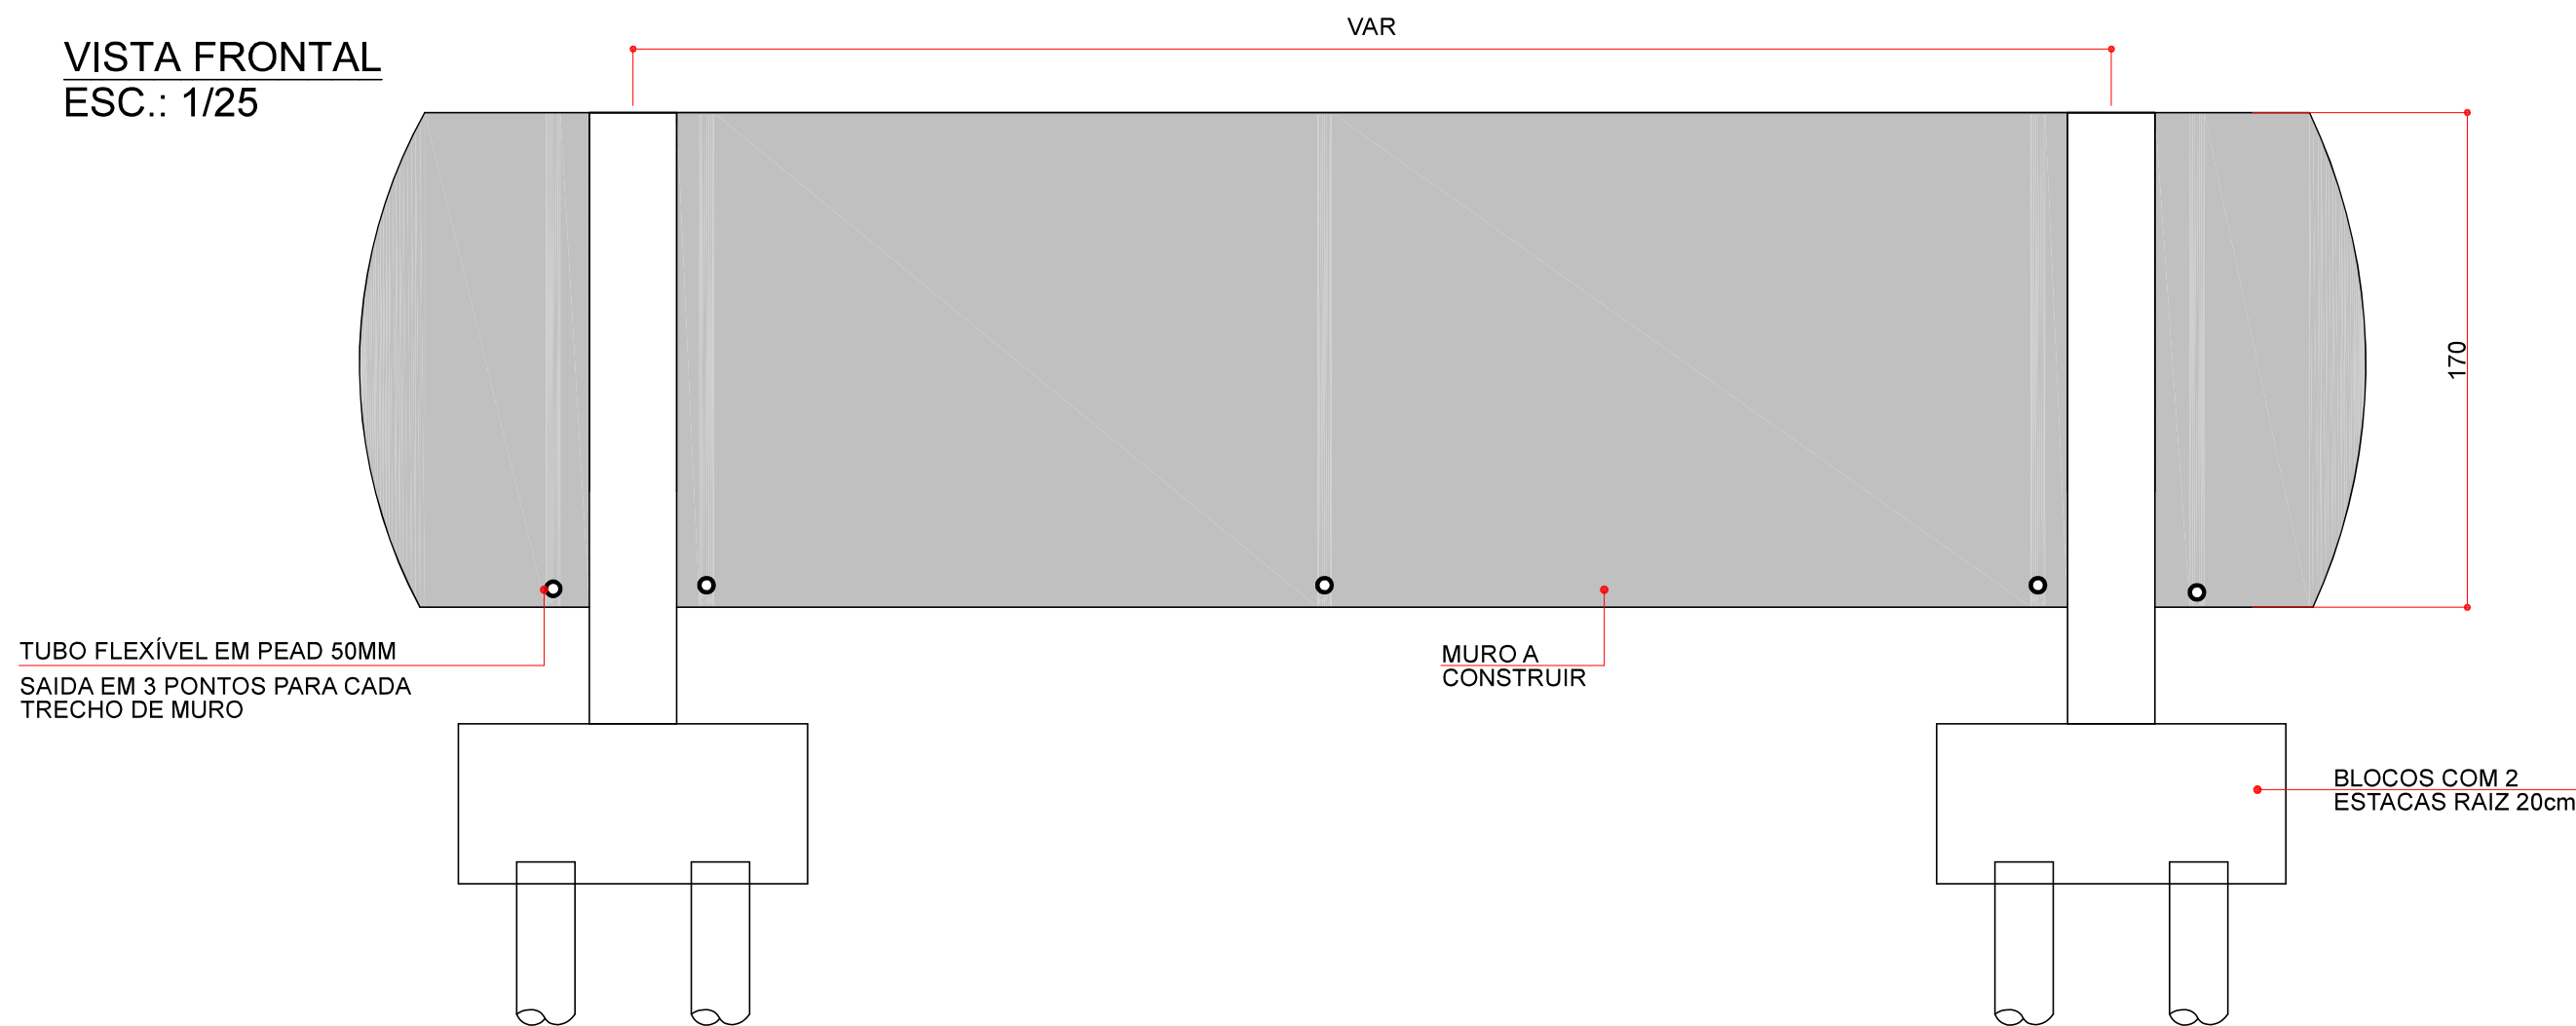 VAR
VISTA FRONTAL
ESC.: 1/25
170
TUBO FLEXÍVEL EM PEAD 50MM
SAIDA EM 3 PONTOS PARA CADA
TRECHO DE MURO
MURO A
CONSTRUIR
BLOCOS COM 2
ESTACAS RAIZ 20cm